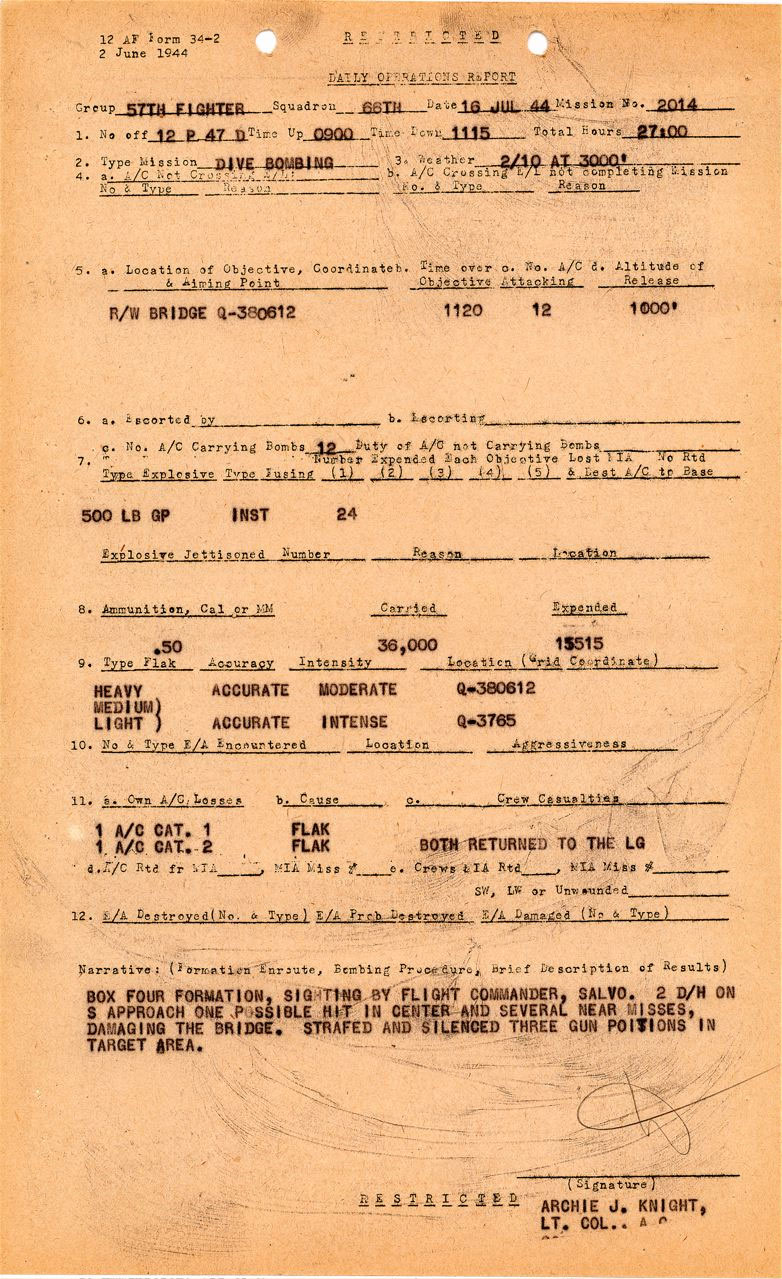 12 AF Form 34-2
2 June 1944
RESTRICTED
DAILY OPERATIONS REPORT
Group 57TH FIGHTER Squadron 66TH Date 16 JUL 44 Mission No. 2014
1. No off 12 P 47 D Time Up 0900 Time Down 1115 Total Hours 27:00
2. Type Mission DIVE BOMBING 3. Weather 2/10 AT 3000'
4. a. A/C Not Crossing b. A/C Crossing E/L not completing Mission
No & Type Reason No. & Type Reason
5. a. Location of Objective, Coordinate b. Time over c. No. A/C d. Altitude of
& Aiming Point Objective Attacking Release
R/W BRIDGE Q-380612 1120 12 1000'
6. a. Escorted by b. Escorting
c. No. A/C Carrying Bombs 12 Duty of A/C not Carrying Bombs
7. Number Expended Each Objective Lost MIA No Rtd
Type Explosive Type Fusing (1) (2) (3) (4) (5) & Dest A/C to Base
500 LB GP INST 24
Explosive Jettisoned Number Reason Location
8. Ammunition, Cal or MM Carried Expended
.50 36,000 15515
9. Type Flak Accuracy Intensity Location (Grid Coordinate)
HEAVY ACCURATE MODERATE Q-380612
MEDIUM)
LIGHT ) ACCURATE INTENSE Q-3765
10. No & Type E/A Encountered Location Aggressiveness
11. a. Own A/C Losses b. Cause c. Crew Casualties
1 A/C CAT. 1 FLAK
1 A/C CAT. 2 FLAK BOTH RETURNED TO THE LG
d. A/C Rtd fr MIA , MIA Miss # e. Crews MIA Rtd , MIA Miss #
SW, LW or Unwounded
12. E/A Destroyed(No. & Type) E/A Prob Destroyed E/A Damaged (No & Type)
Narrative: (Formation Enroute, Bombing Procedure, Brief Description of Results)
BOX FOUR FORMATION, SIGHTING BY FLIGHT COMMANDER, SALVO. 2 D/H ON
S APPROACH ONE POSSIBLE HIT IN CENTER AND SEVERAL NEAR MISSES,
DAMAGING THE BRIDGE. STRAFED AND SILENCED THREE GUN POITIONS IN
TARGET AREA.
(Signature)
RESTRICTED
ARCHIE J. KNIGHT,
LT. COL..